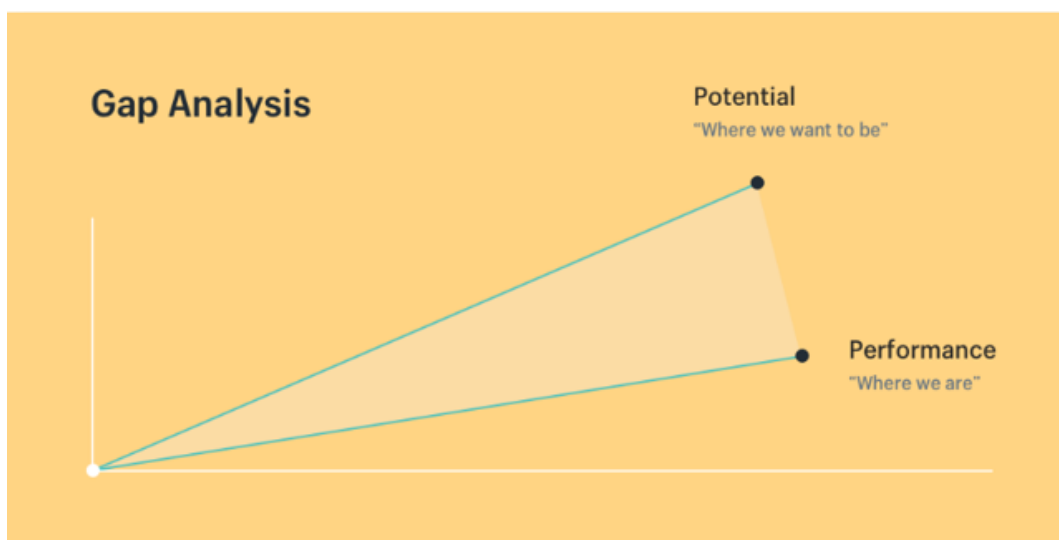 Gap Analysis
Potential
"Where we want to be"
Performance
"Where we are"